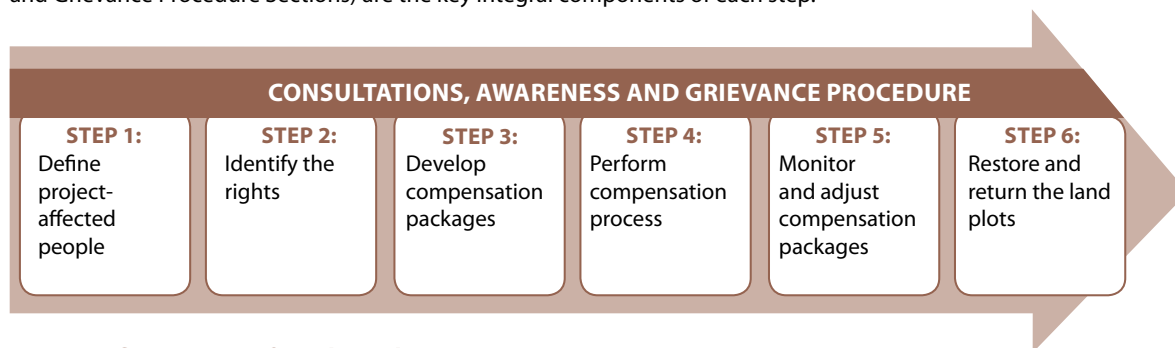 and Grievance Procedure Sections, are the key integral components of each step.
CONSULTATIONS, AWARENESS AND GRIEVANCE PROCEDURE
STEP 1:
Define
project-
affected
people
STEP 2:
Identify the
rights
STEP 3:
Develop
compensation
packages
STEP 4:
Perform
compensation
process
STEP 5:
Monitor
and adjust
compensation
packages
STEP 6:
Restore and
return the land
plots